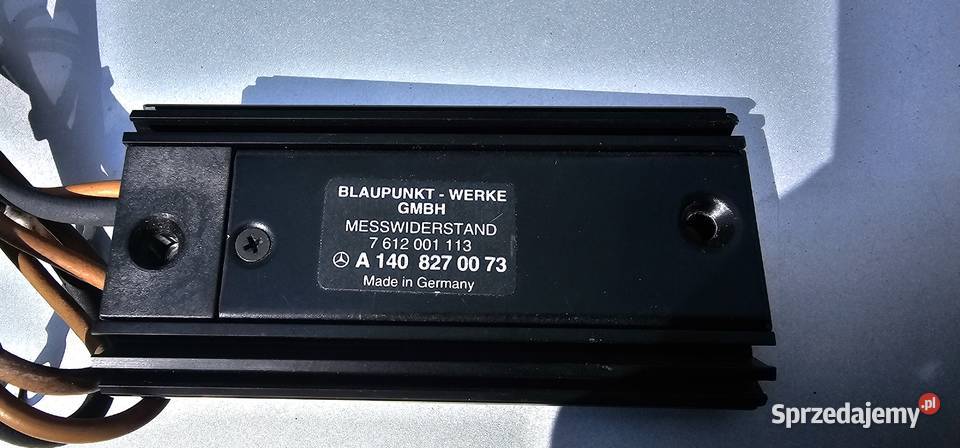 BLAUPUNKT - WERKE
GMBH
MESSWIDERSTAND
7 612 001 113
A 140 827 00 73
Made in Germany
Sprzedajemy.pl